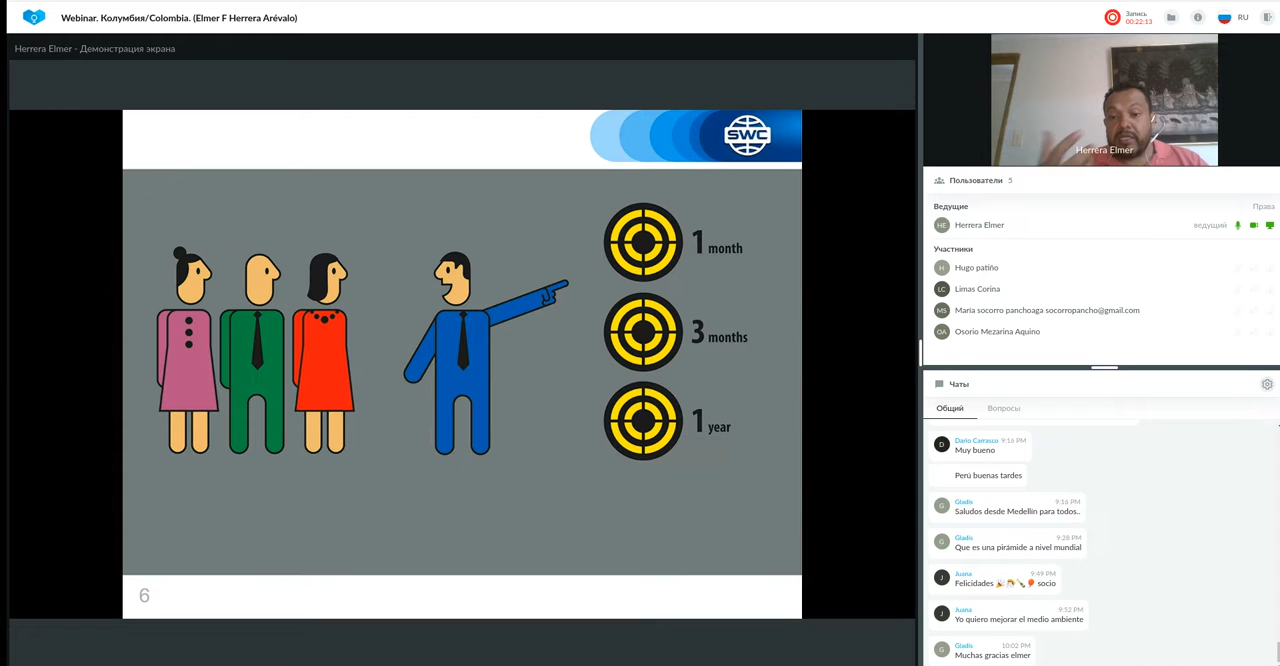 Webinar. Колумбия/Colombia. (Elmer F Herrera Arévalo)
Запись
00:22:13
RU
Herrera Elmer - Демонстрация экрана
SWC
1 month
3 months
1 year
6
Herrera Elmer
Пользователи 5
Ведущие Права
HE Herrera Elmer ведущий
Участники
H Hugo patiño
LC Limas Corina
MS Maria socorro panchoaga socorropancho@gmail.com
OA Osorio Mezarina Aquino
Чаты
Общий Вопросы
D Dario Carrasco 9:16 PM
Muy bueno
Perú buenas tardes
G Gladis 9:16 PM
Saludos desde Medellín para todos..
G Gladis 9:28 PM
Que es una pirámide a nivel mundial
J Juana 9:49 PM
Felicidades 🎉🎊🍾🎈 socio
J Juana 9:52 PM
Yo quiero mejorar el medio ambiente
G Gladis 10:02 PM
Muchas gracias elmer